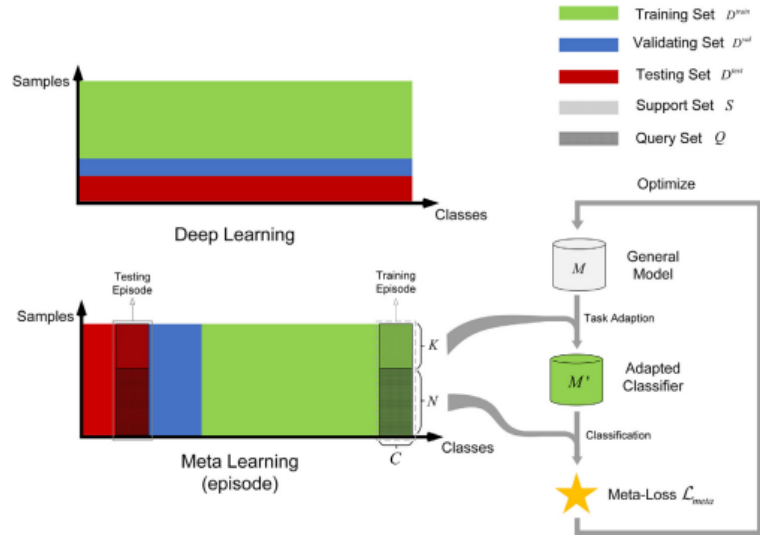 Training Set D^train
Validating Set D^val
Testing Set D^test
Support Set S
Query Set Q
Samples
Classes
Deep Learning
Optimize
M
General
Model
Task Adaption
M'
Adapted
Classifier
Classification
Meta-Loss ℒ_meta
Testing
Episode
Training
Episode
Samples
K
N
C
Classes
Meta Learning
(episode)